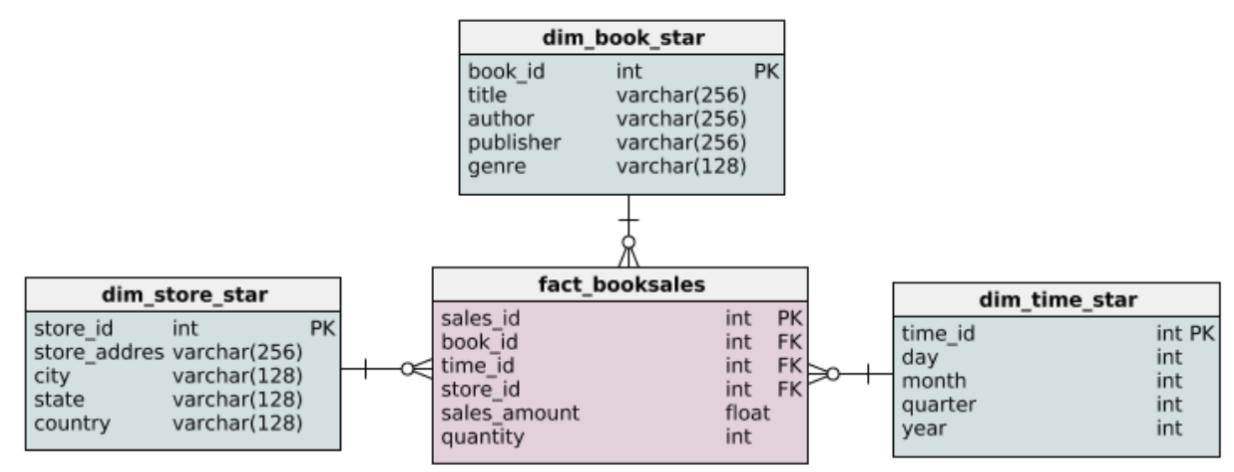 dim_book_star
book_id int PK
title varchar(256)
author varchar(256)
publisher varchar(256)
genre varchar(128)
dim_store_star
store_id int PK
store_addres varchar(256)
city varchar(128)
state varchar(128)
country varchar(128)
fact_booksales
sales_id int PK
book_id int FK
time_id int FK
store_id int FK
sales_amount float
quantity int
dim_time_star
time_id int PK
day int
month int
quarter int
year int